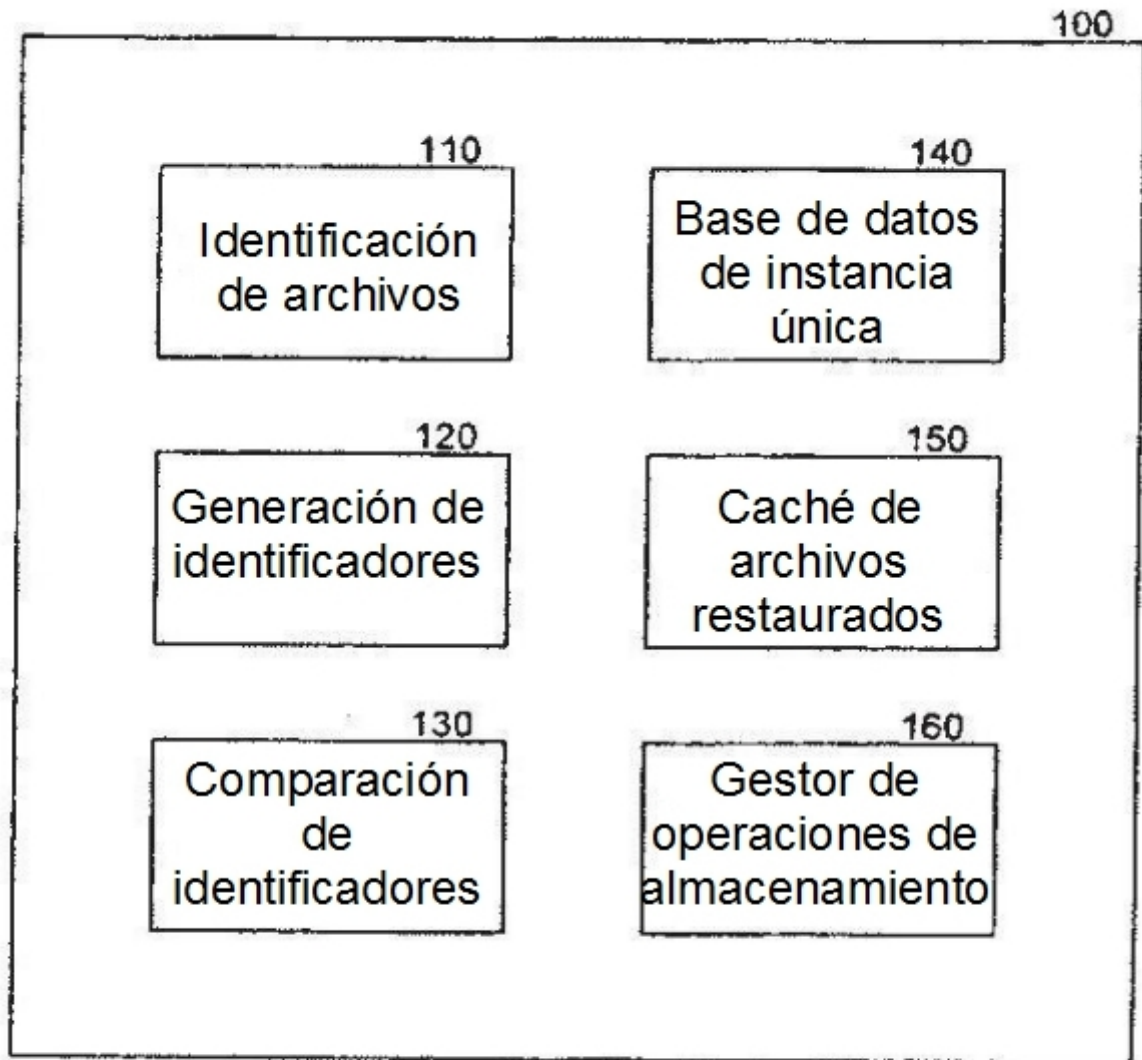 100
110
Identificación
de archivos
140
Base de datos
de instancia
única
120
Generación de
identificadores
150
Caché de
archivos
restaurados
130
Comparación
de
identificadores
160
Gestor de
operaciones de
almacenamiento